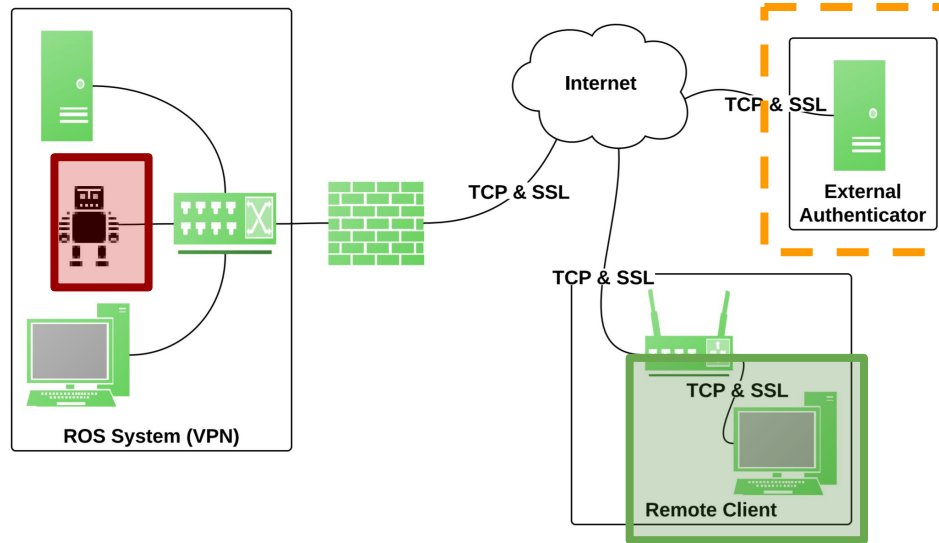 Internet
TCP & SSL
External
Authenticator
TCP & SSL
TCP & SSL
TCP & SSL
ROS System (VPN)
Remote Client